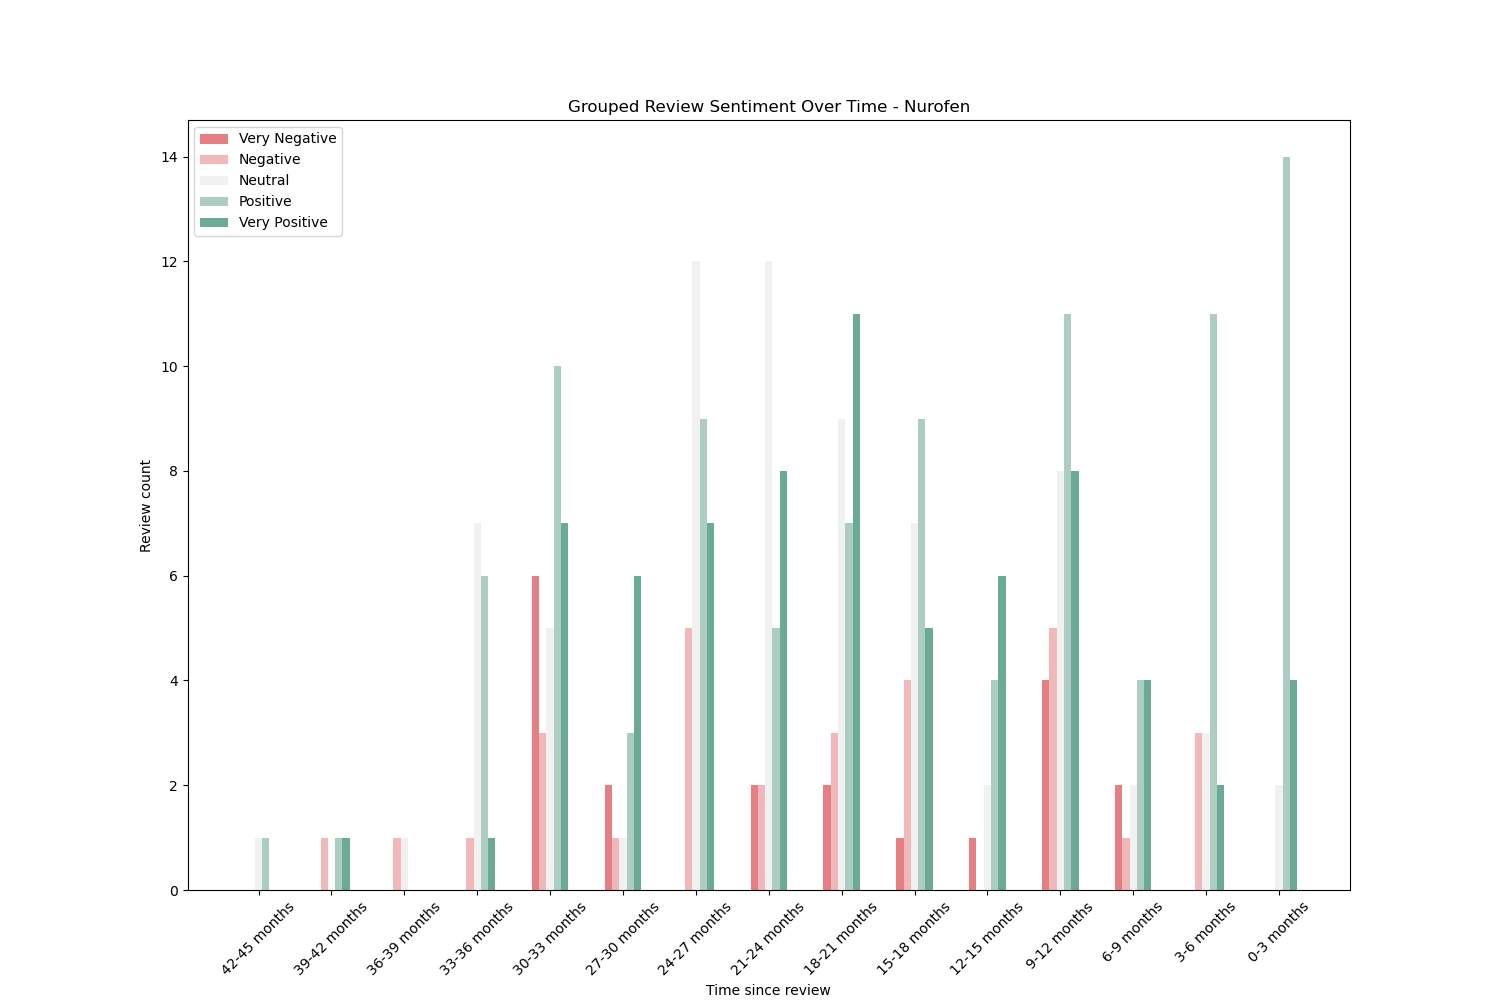 Grouped Review Sentiment Over Time - Nurofen
Very Negative
Negative
Neutral
Positive
Very Positive
14
12
10
8
6
4
2
0
Review count
42-45 months
39-42 months
36-39 months
33-36 months
30-33 months
27-30 months
24-27 months
21-24 months
18-21 months
15-18 months
12-15 months
9-12 months
6-9 months
3-6 months
0-3 months
Time since review